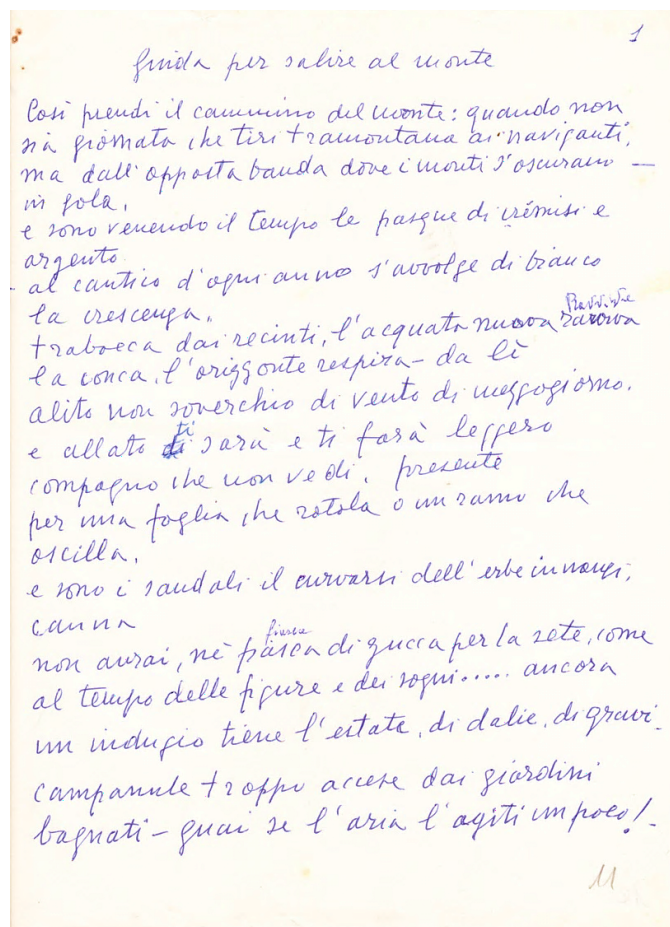 1
Guida per salire al monte
Così prendi il cammino del monte: quando non
sia giornata che tiri tramontana ai naviganti,
ma dall'opposta banda dove i monti s'oscurano —
in gola,
e sono venendo il tempo le pasque di crémisi e
argento.
al cantico d'ogni anno s'avvolge di bianco
la crescenza,
trabocca dai recinti, l'acquata nuova
la conca, l'orizzonte respira - da lì
alito non soverchio di vento di mezzogiorno.
e allato ti sarà e ti farà leggero
compagno che non vedi, presente
per una foglia che rotola o un ramo che
oscilla,
e sono i sandali il curvarsi dell'erbe innanzi,
canna
fiasca
non avrai, nè fiasca di zucca per la sete, come
al tempo delle figure e dei sogni..... ancora
un indugio tiene l'estate, di dalie, di gravi
campanule troppo accese dai giardini
bagnati - guai se l'aria l'agiti un poco!
11